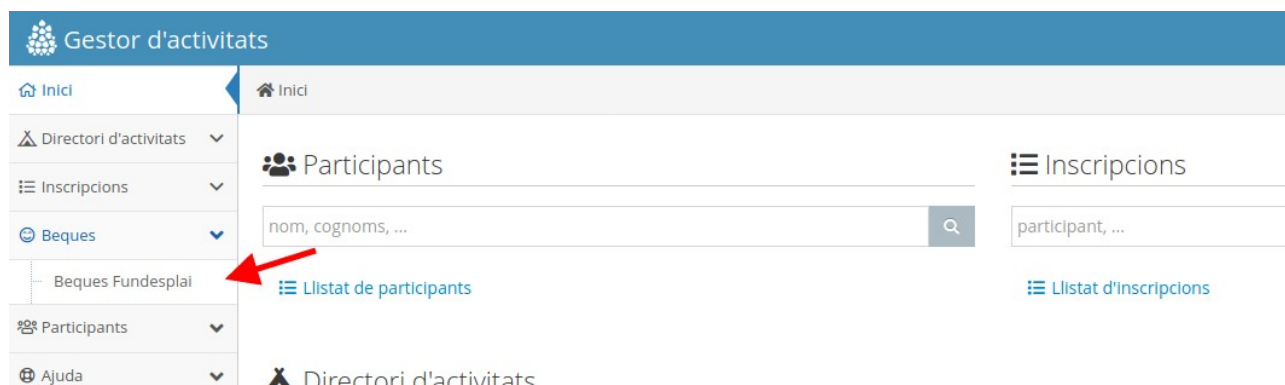 Gestor d'activitats
Inici
Inici
Directori d'activitats
Inscripcions
Beques
Beques Fundesplai
Participants
Ajuda
Participants
nom, cognoms, ...
Llistat de participants
Inscripcions
participant, ...
Llistat d'inscripcions
Directori d'activitats